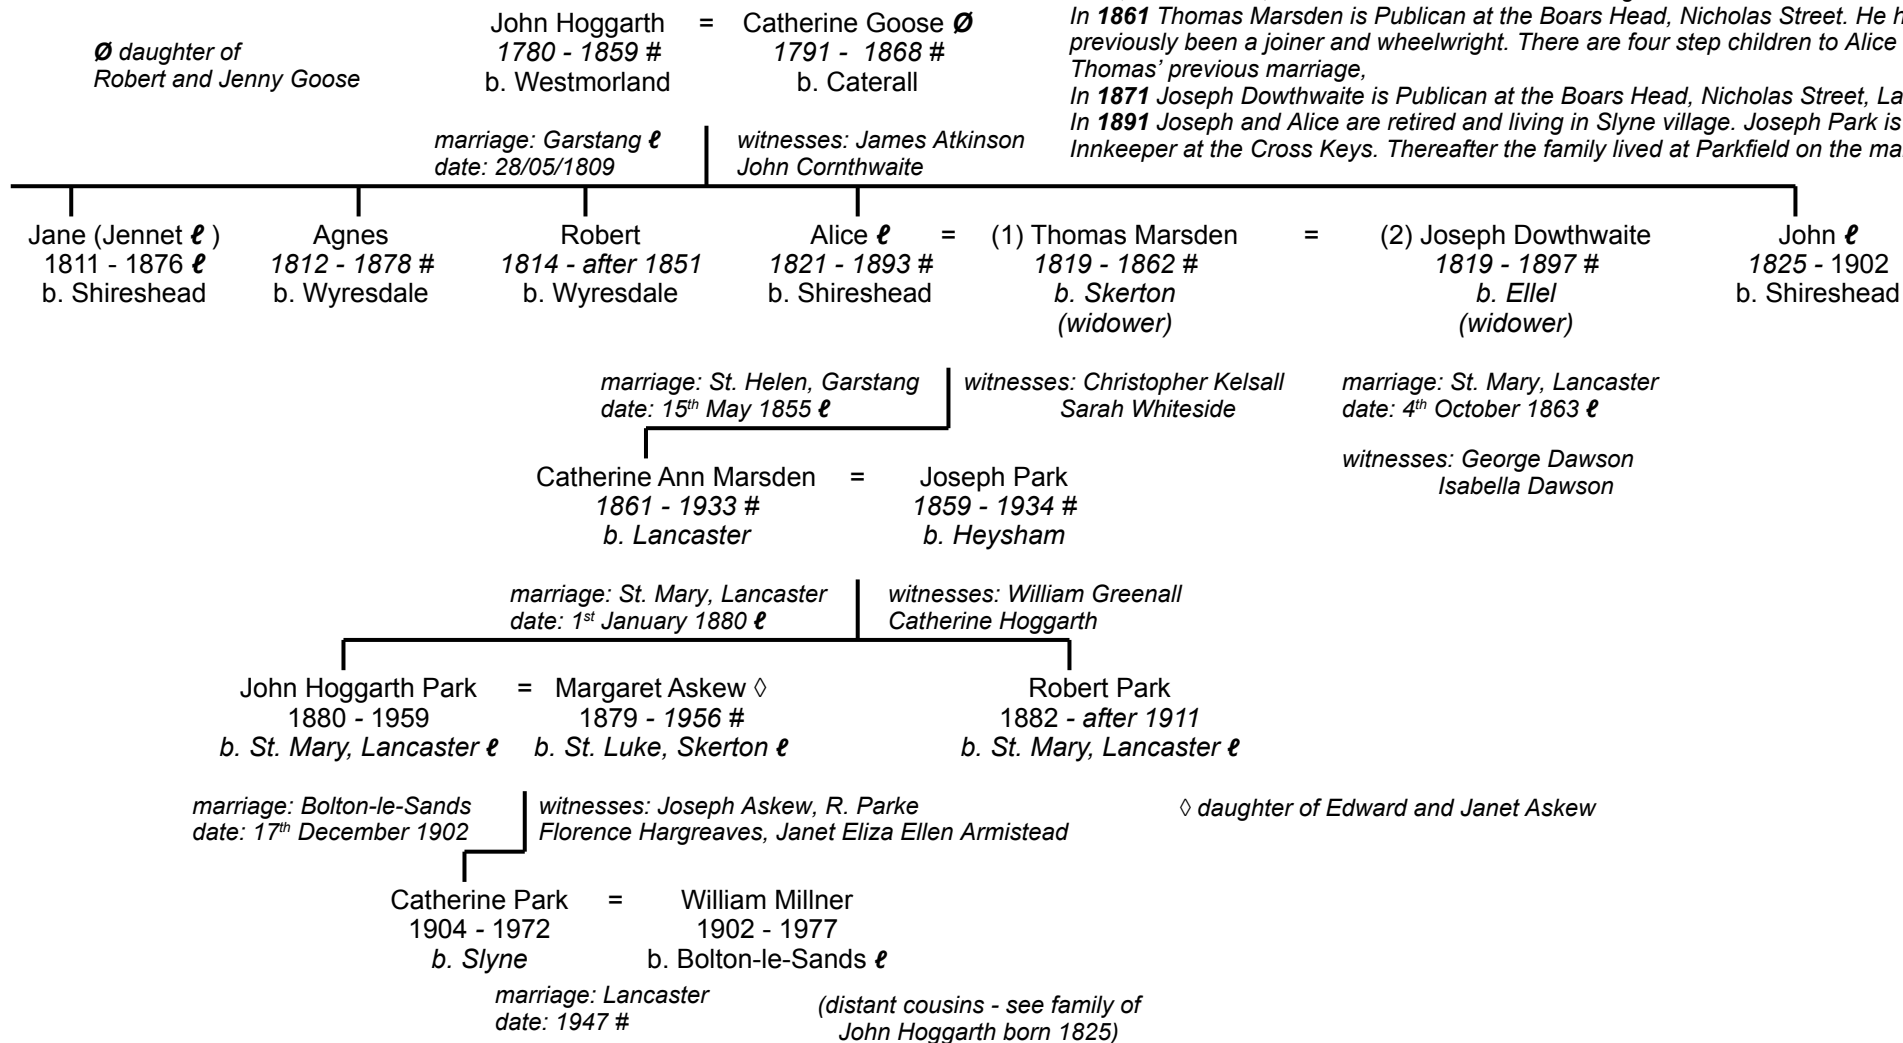 John Hoggarth = Catherine Goose Ø
1780 - 1859 # 1791 - 1868 #
b. Westmorland b. Caterall
Ø daughter of
Robert and Jenny Goose
In 1861 Thomas Marsden is Publican at the Boars Head, Nicholas Street. He h
previously been a joiner and wheelwright. There are four step children to Alice
Thomas' previous marriage,
In 1871 Joseph Dowthwaite is Publican at the Boars Head, Nicholas Street, La
In 1891 Joseph and Alice are retired and living in Slyne village. Joseph Park is
Innkeeper at the Cross Keys. Thereafter the family lived at Parkfield on the ma
marriage: Garstang ℓ
date: 28/05/1809
witnesses: James Atkinson
John Cornthwaite
Jane (Jennet ℓ )
1811 - 1876 ℓ
b. Shireshead
Agnes
1812 - 1878 #
b. Wyresdale
Robert
1814 - after 1851
b. Wyresdale
Alice ℓ = (1) Thomas Marsden = (2) Joseph Dowthwaite
1821 - 1893 # 1819 - 1862 # 1819 - 1897 #
b. Shireshead b. Skerton b. Ellel
(widower) (widower)
John ℓ
1825 - 1902
b. Shireshead
marriage: St. Helen, Garstang
date: 15th May 1855 ℓ
witnesses: Christopher Kelsall
Sarah Whiteside
marriage: St. Mary, Lancaster
date: 4th October 1863 ℓ
witnesses: George Dawson
Isabella Dawson
Catherine Ann Marsden = Joseph Park
1861 - 1933 # 1859 - 1934 #
b. Lancaster b. Heysham
marriage: St. Mary, Lancaster
date: 1st January 1880 ℓ
witnesses: William Greenall
Catherine Hoggarth
John Hoggarth Park = Margaret Askew ◊
1880 - 1959 1879 - 1956 #
b. St. Mary, Lancaster ℓ b. St. Luke, Skerton ℓ
Robert Park
1882 - after 1911
b. St. Mary, Lancaster ℓ
marriage: Bolton-le-Sands
date: 17th December 1902
witnesses: Joseph Askew, R. Parke
Florence Hargreaves, Janet Eliza Ellen Armistead
◊ daughter of Edward and Janet Askew
Catherine Park = William Millner
1904 - 1972 1902 - 1977
b. Slyne b. Bolton-le-Sands ℓ
marriage: Lancaster
date: 1947 #
(distant cousins - see family of
John Hoggarth born 1825)